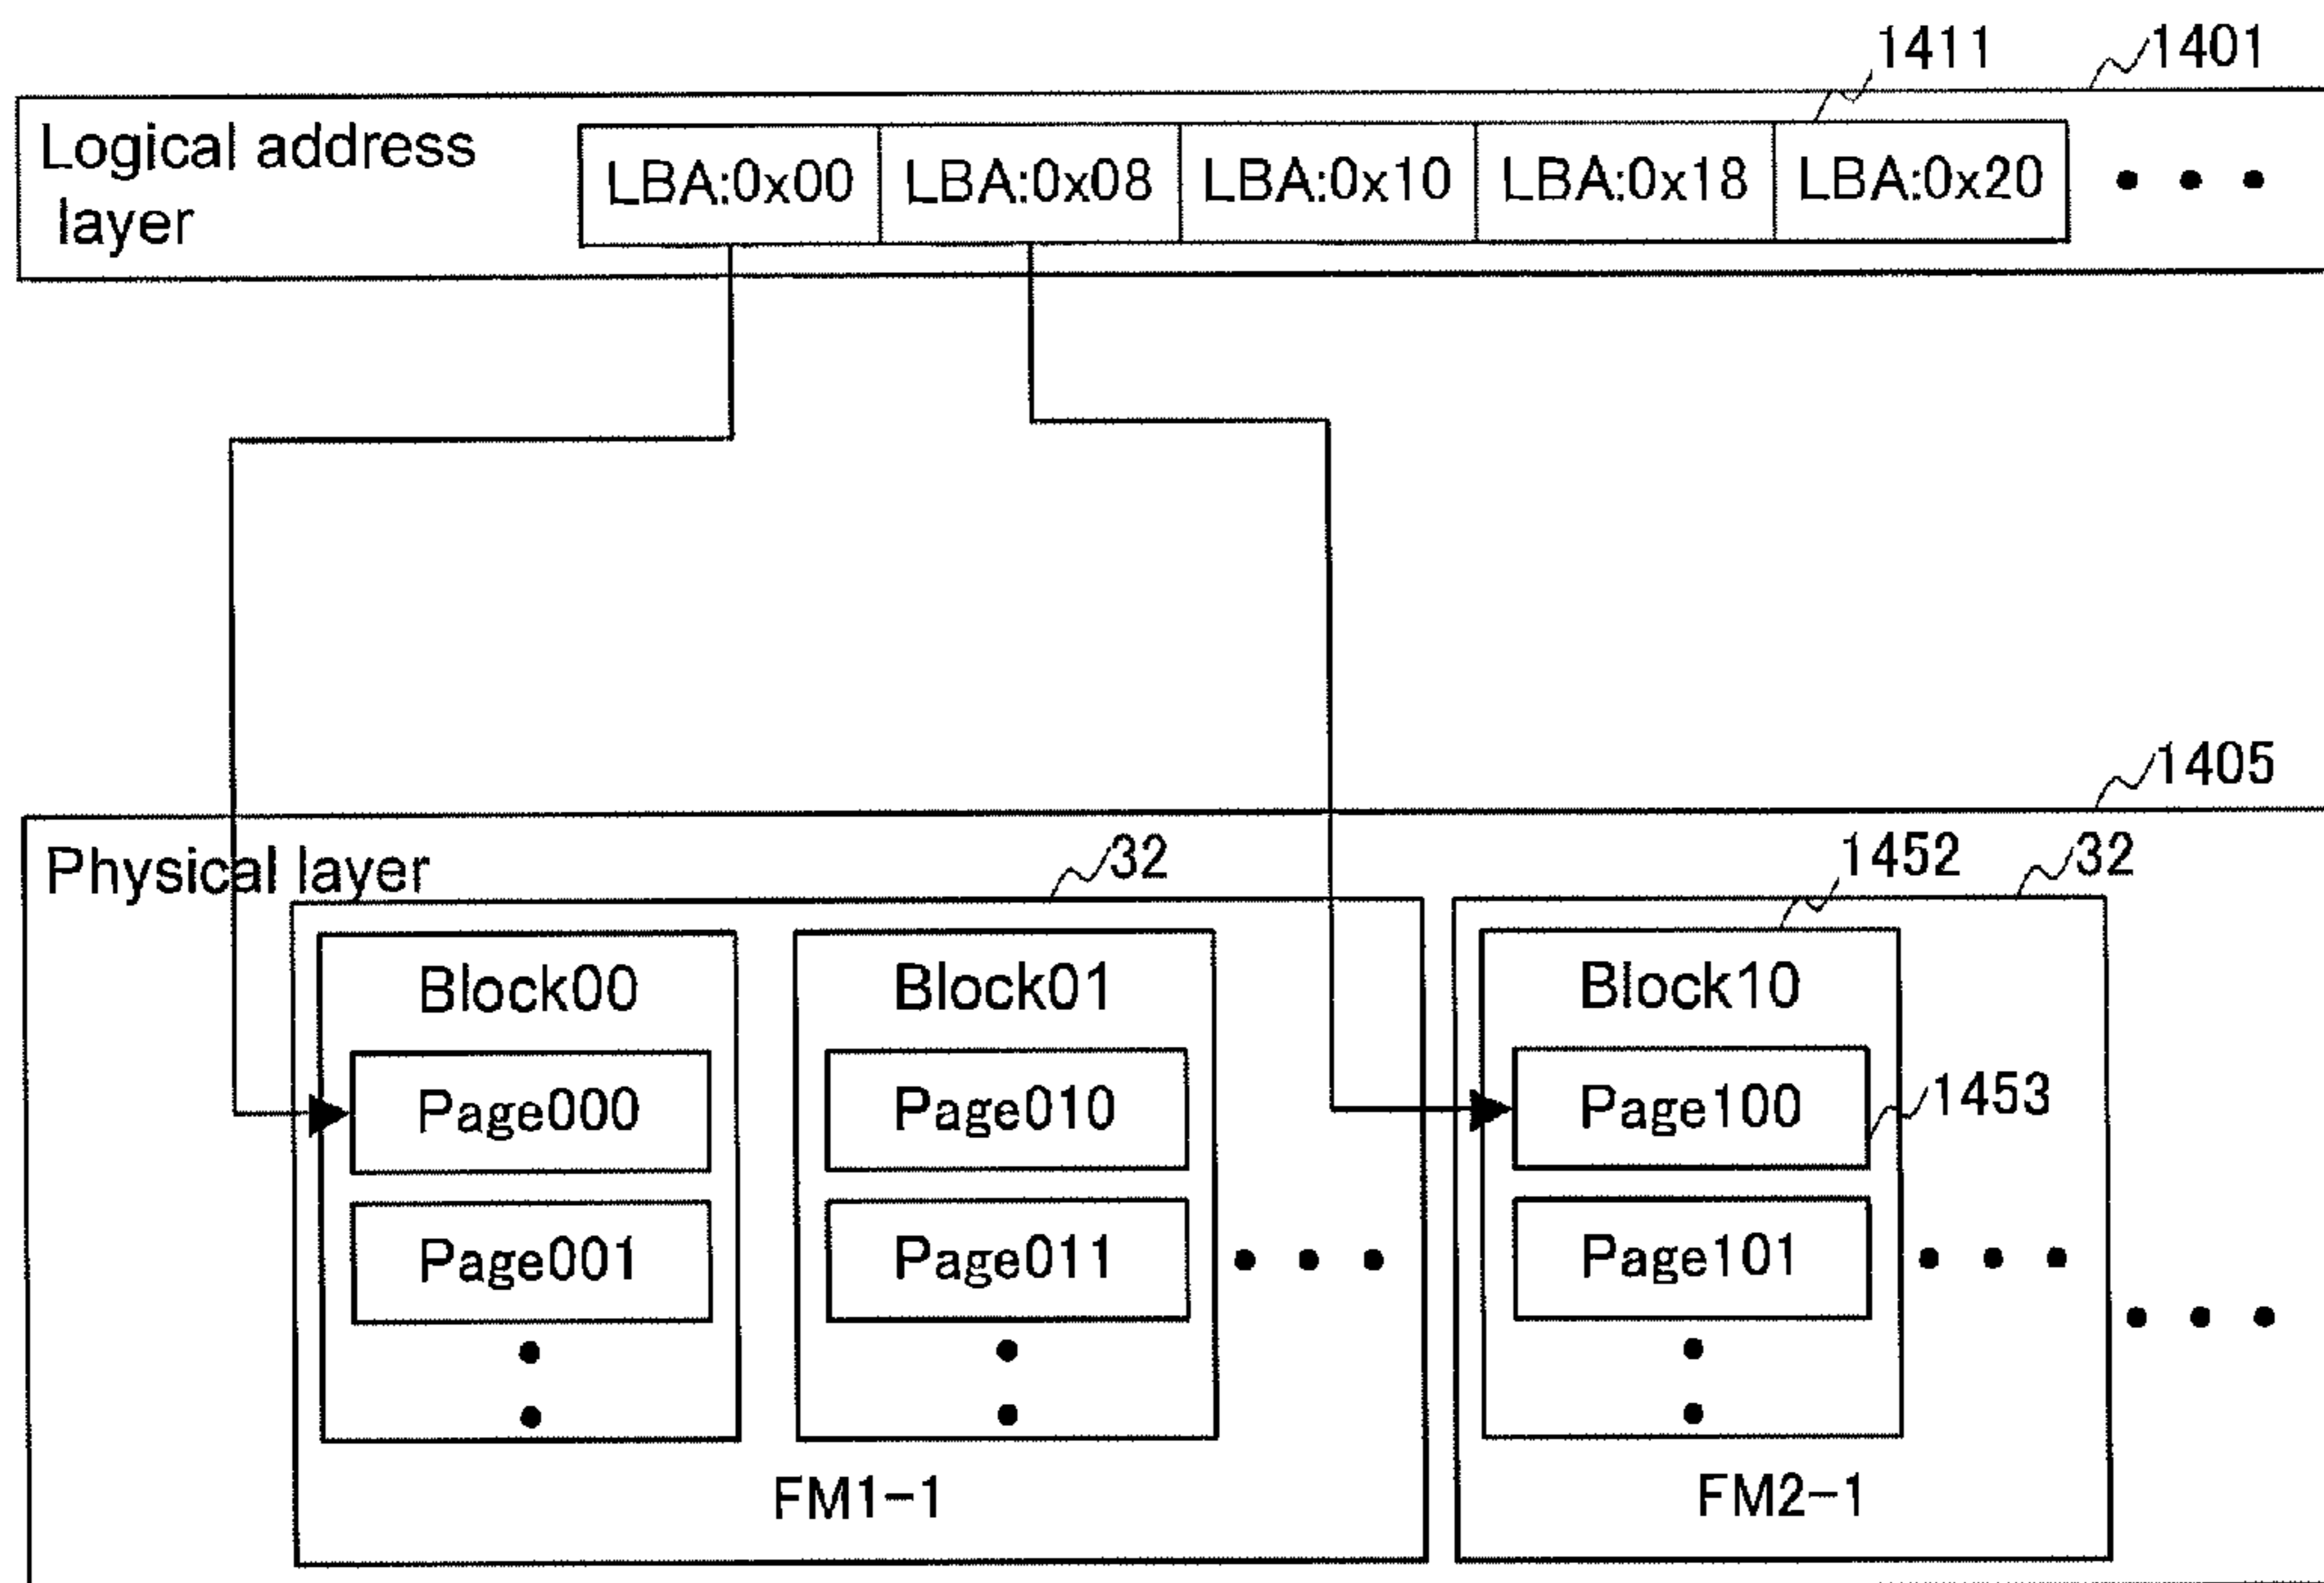 1411
1401
Logical address
layer
LBA:0x00 LBA:0x08 LBA:0x10 LBA:0x18 LBA:0x20
1405
Physical layer
32
1452
32
Block00 Block01 Block10
Page000 Page010 Page100
1453
Page001 Page011 Page101
FM1-1 FM2-1